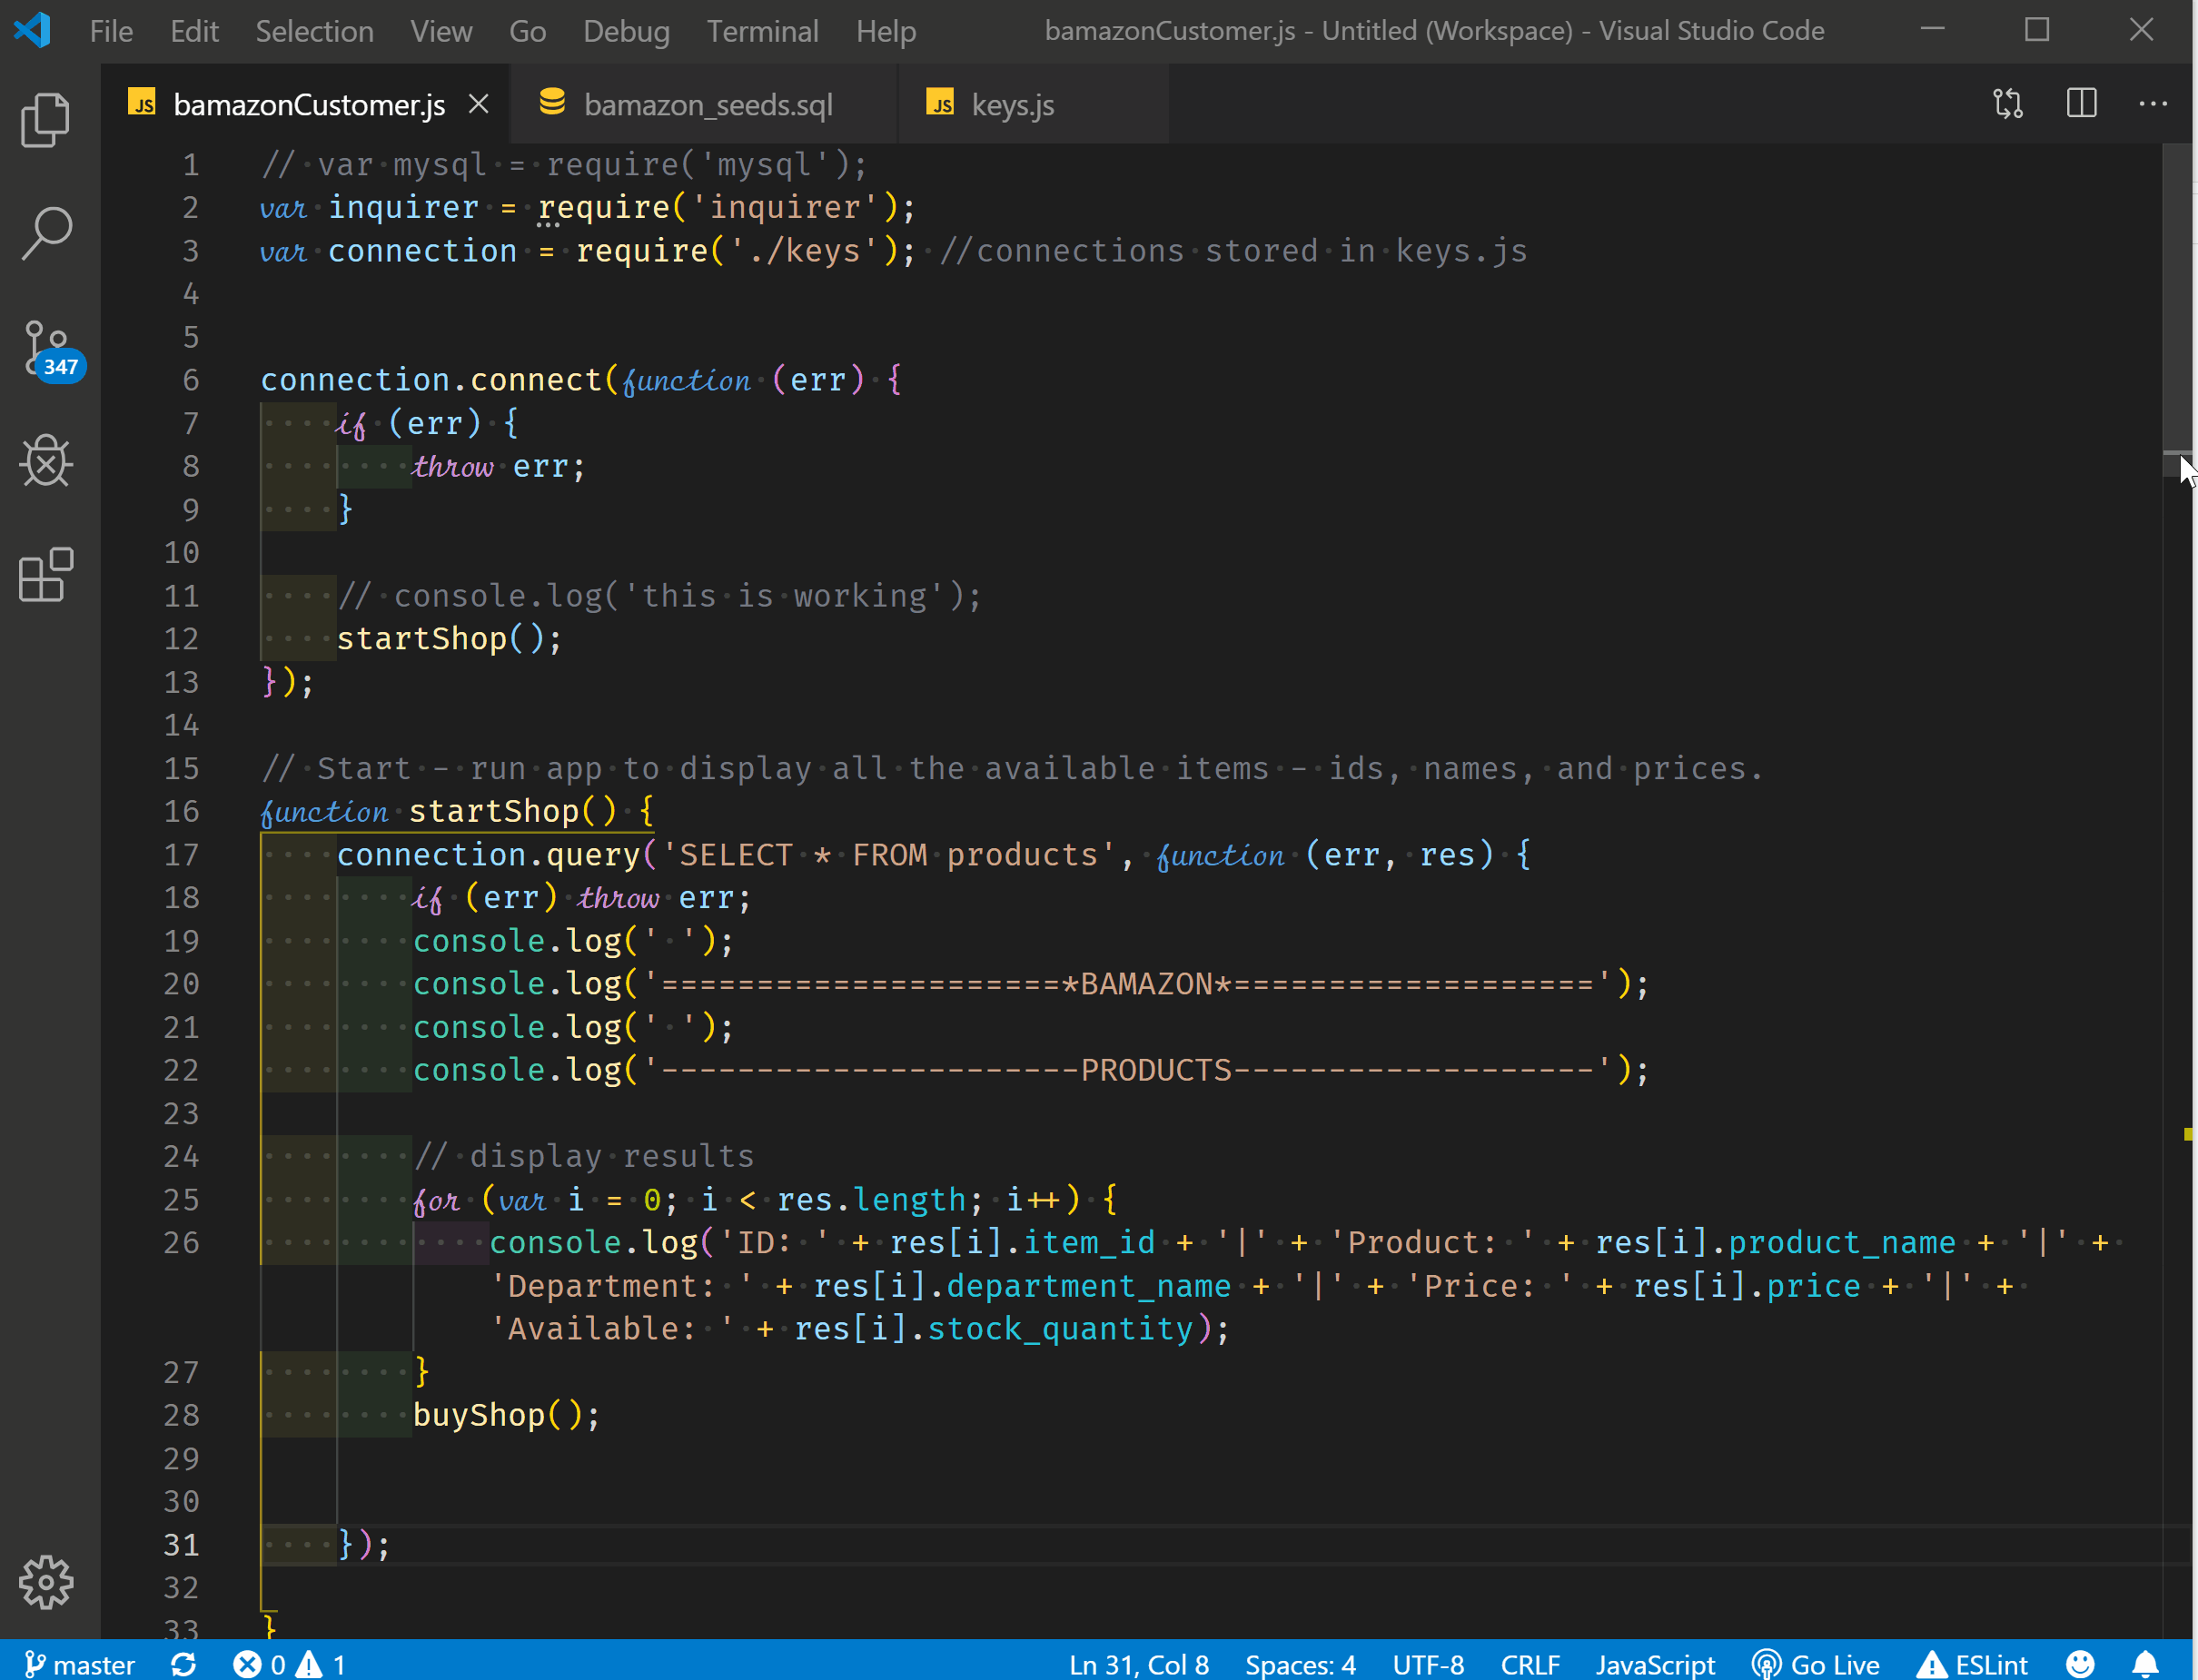 File Edit Selection View Go Debug Terminal Help bamazonCustomer.js - Untitled (Workspace) - Visual Studio Code
JS bamazonCustomer.js bamazon_seeds.sql JS keys.js
347
1 // var mysql = require('mysql');
2 var inquirer = require('inquirer');
3 var connection = require('./keys'); //connections stored in keys.js
4
5
6 connection.connect(function (err) {
7     if (err) {
8         throw err;
9     }
10
11     // console.log('this is working');
12     startShop();
13 });
14
15 // Start - run app to display all the available items - ids, names, and prices.
16 function startShop() {
17     connection.query('SELECT * FROM products', function (err, res) {
18         if (err) throw err;
19         console.log(' ');
20         console.log('=====================*BAMAZON*===================');
21         console.log(' ');
22         console.log('----------------------PRODUCTS-------------------');
23
24         // display results
25         for (var i = 0; i < res.length; i++) {
26             console.log('ID: ' + res[i].item_id + '|' + 'Product: ' + res[i].product_name + '|' +
            'Department: ' + res[i].department_name + '|' + 'Price: ' + res[i].price + '|' +
            'Available: ' + res[i].stock_quantity);
27         }
28         buyShop();
29
30
31     });
32
33 }
master 0 1 Ln 31, Col 8 Spaces: 4 UTF-8 CRLF JavaScript Go Live ESLint